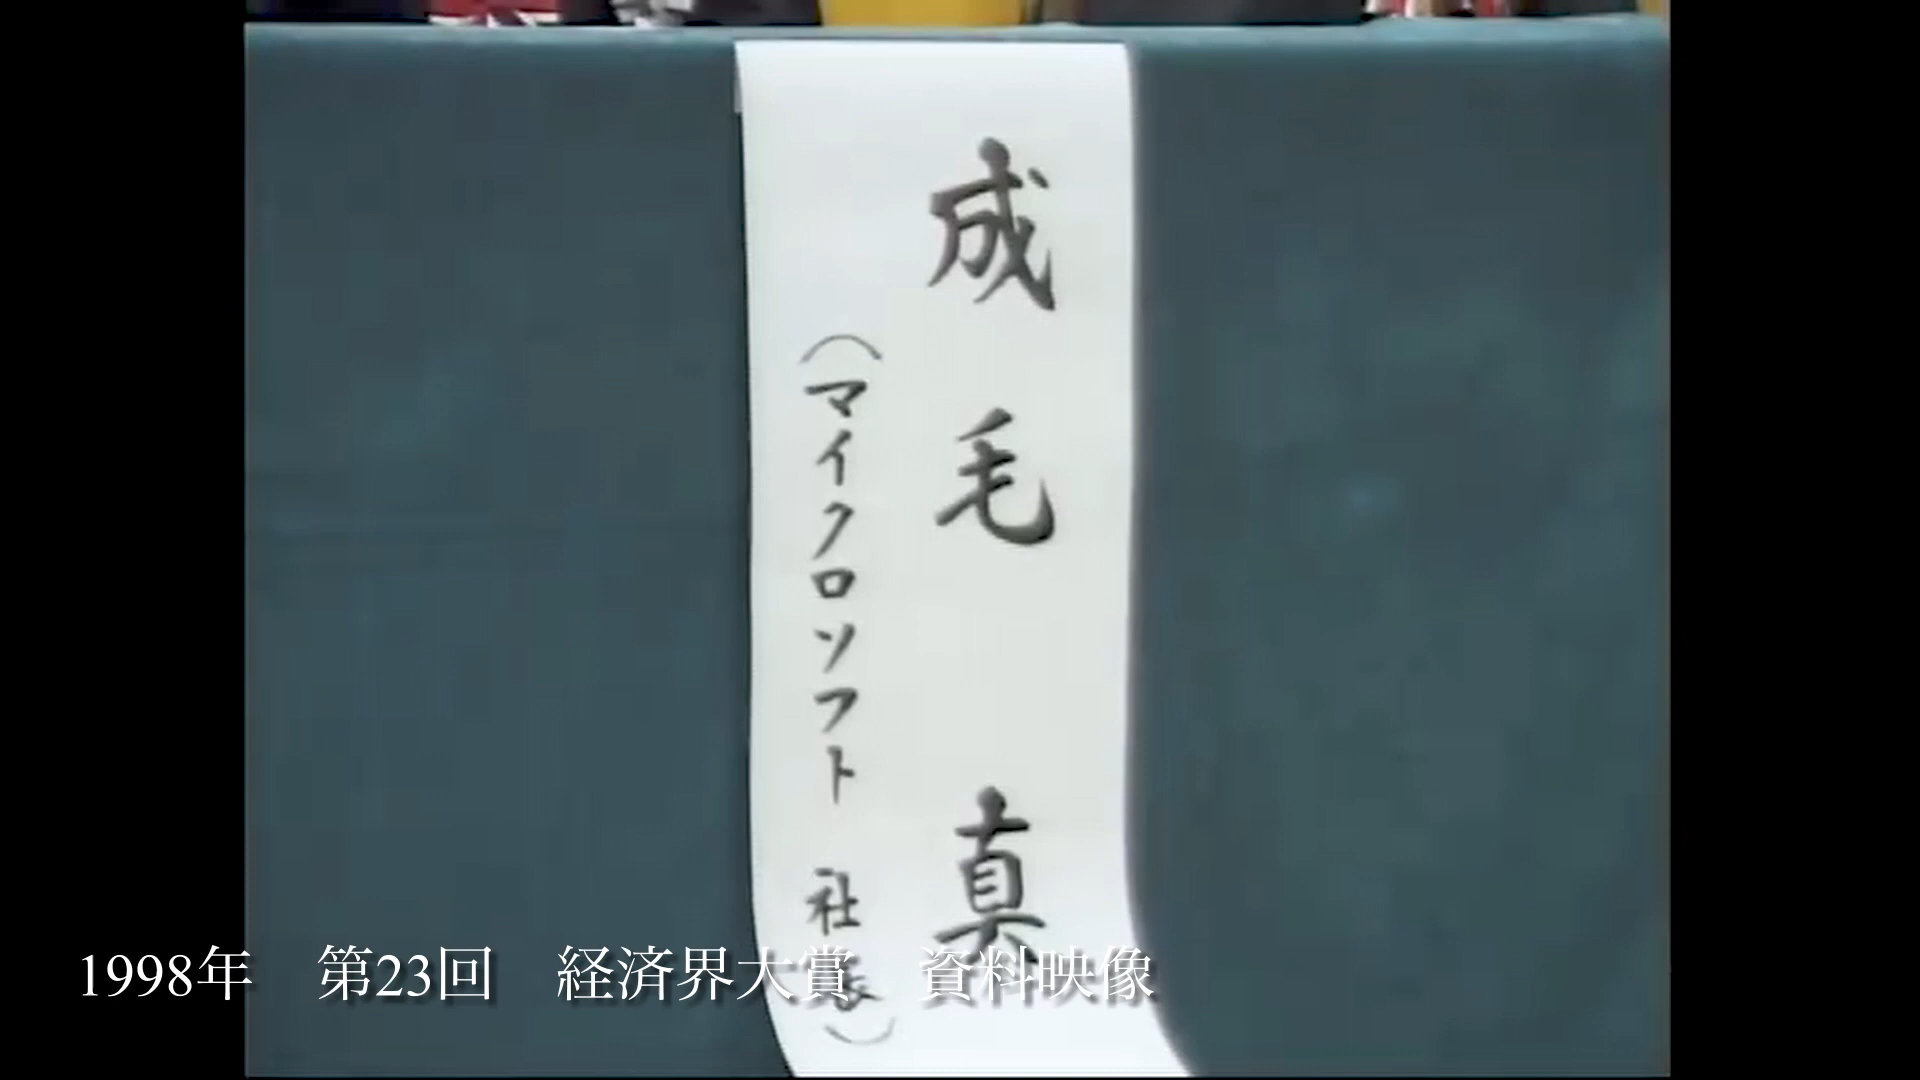 成毛 真
（マイクロソフト 社長）
1998年　第23回　経済界大賞　資料映像